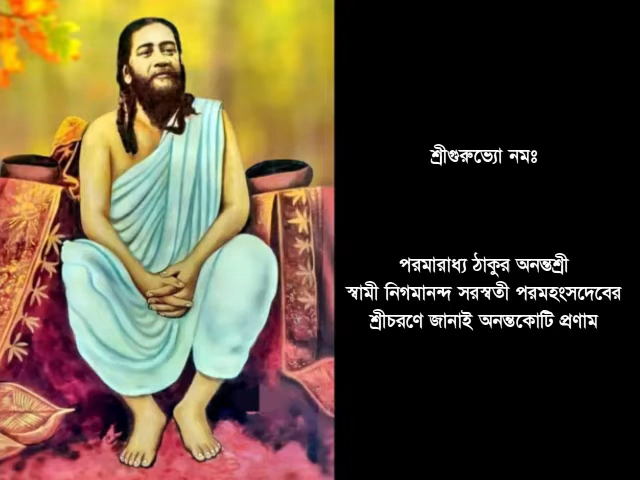 শ্রীগুরুভ্যো নমঃ
পরমারাধ্য ঠাকুর অনন্তশ্রী
স্বামী নিগমানন্দ সরস্বতী পরমহংসদেবের
শ্রীচরণে জানাই অনন্তকোটি প্রণাম